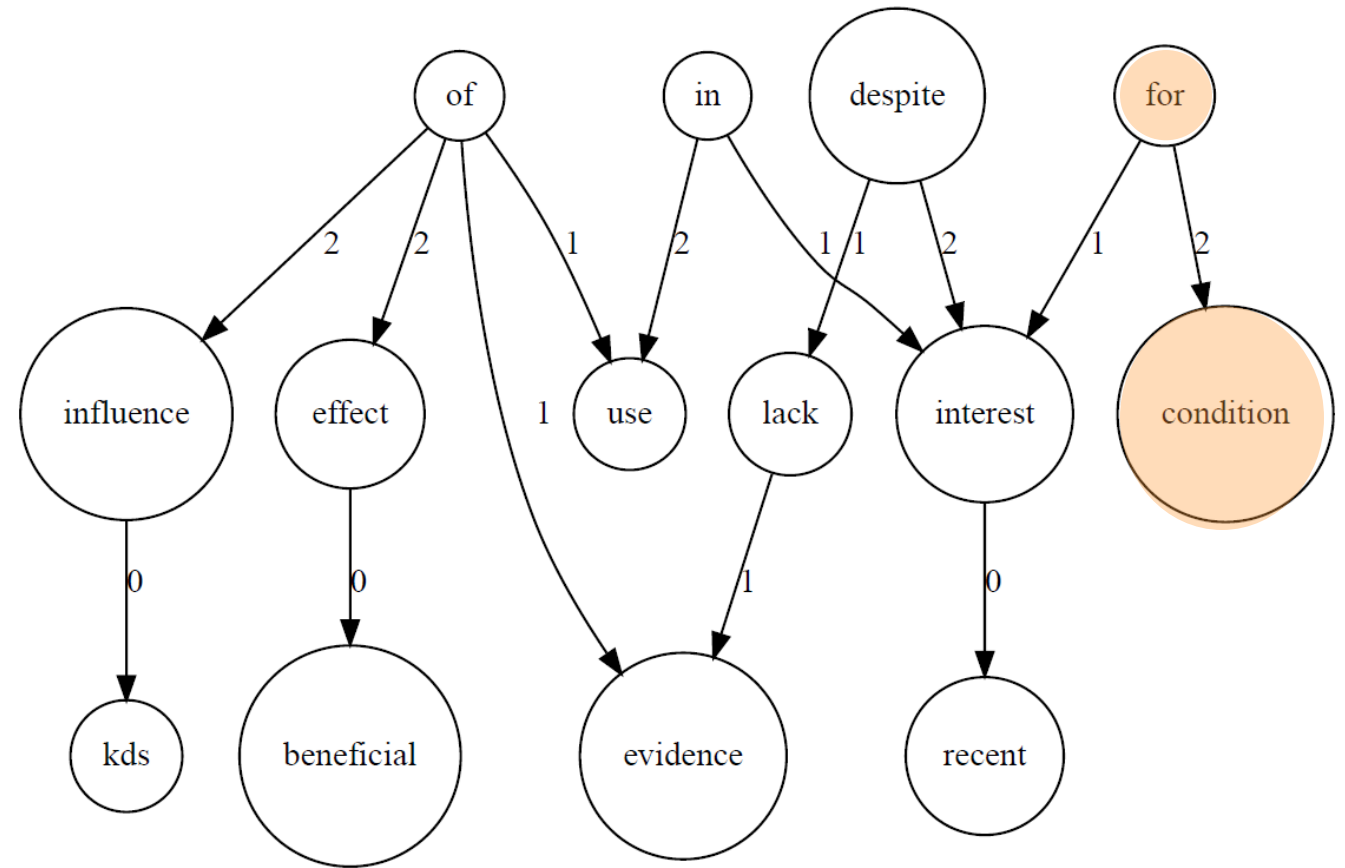 of in despite for
2 2 1 2 1 1 2 1 2
influence effect 1 use lack interest condition
0 0 1 0
kds beneficial evidence recent